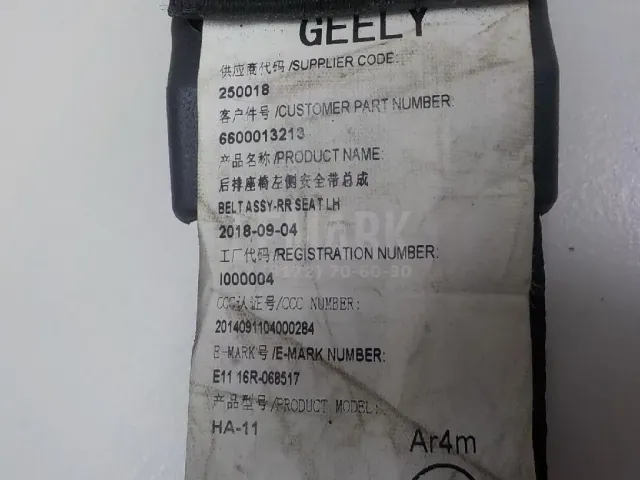 GEELY
供应商代码 /SUPPLIER CODE:
250018
客户件号 /CUSTOMER PART NUMBER:
6600013213
产品名称 /PRODUCT NAME:
后排座椅左侧安全带总成
BELT ASSY-RR SEAT LH
2018-09-04
工厂代码 /REGISTRATION NUMBER:
I000004
CCC认证号/CCC NUMBER:
2014091104000284
E-MARK号 /E-MARK NUMBER:
E11 16R-068517
产品型号 /PRODUCT MODEL:
HA-11
Ar4m